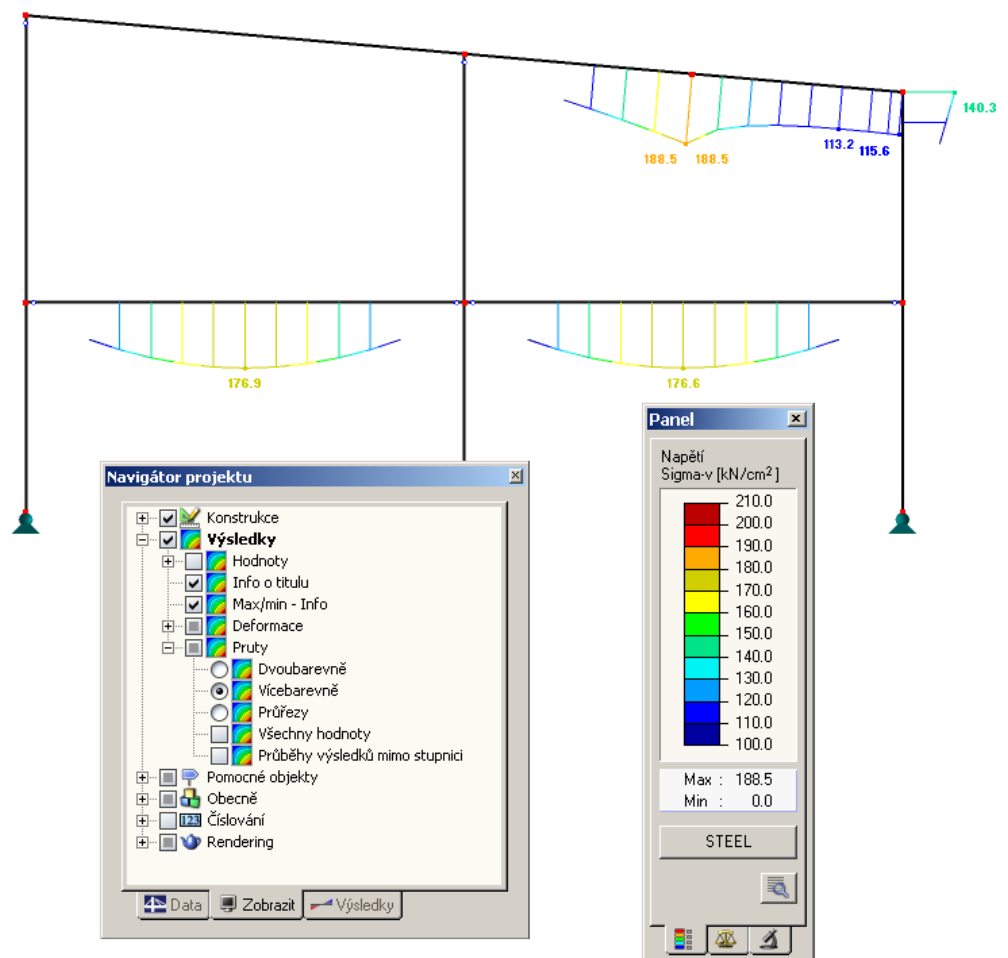 140.3
188.5 188.5
113.2 115.6
176.9
176.6
Navigátor projektu
Konstrukce
Výsledky
Hodnoty
Info o titulu
Max/min - Info
Deformace
Pruty
Dvoubarevně
Vícebarevně
Průřezy
Všechny hodnoty
Průběhy výsledků mimo stupnici
Pomocné objekty
Obecně
123 Číslování
Rendering
Data Zobrazit Výsledky
Panel
Napětí
Sigma-v [kN/cm²]
210.0
200.0
190.0
180.0
170.0
160.0
150.0
140.0
130.0
120.0
110.0
100.0
Max : 188.5
Min : 0.0
STEEL